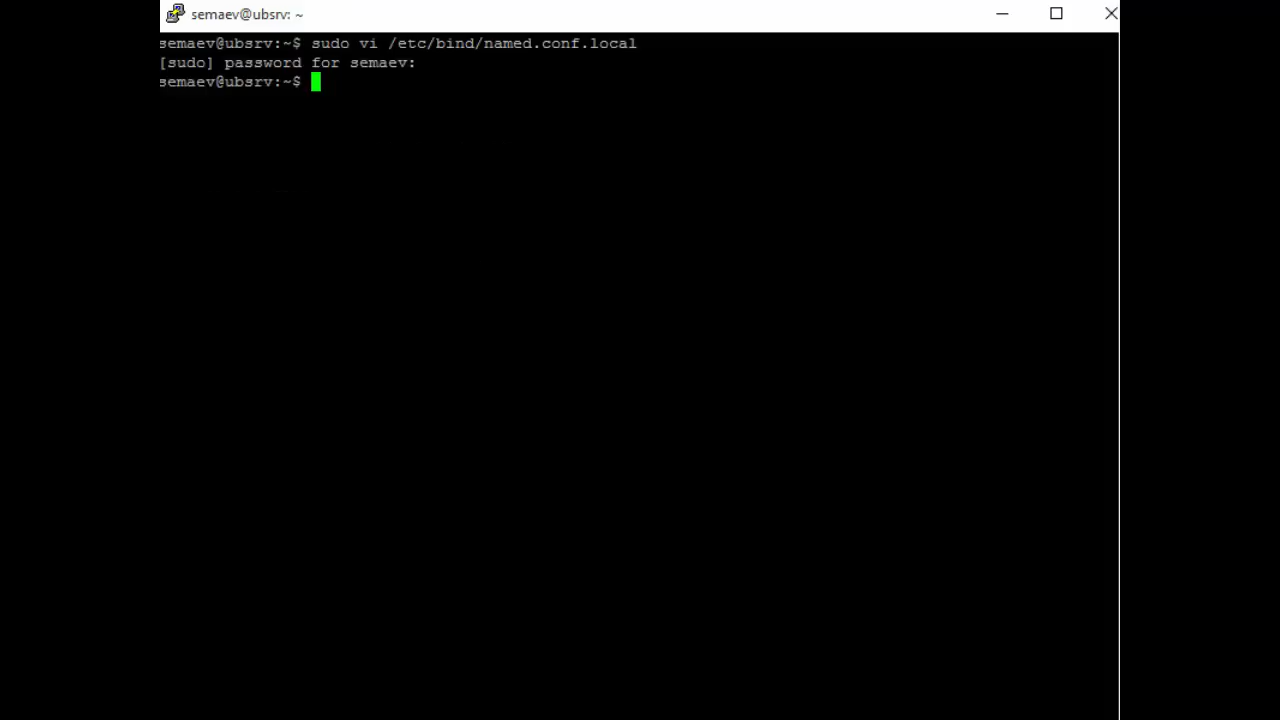 semaev@ubsrv: ~
semaev@ubsrv:~$ sudo vi /etc/bind/named.conf.local
[sudo] password for semaev:
semaev@ubsrv:~$